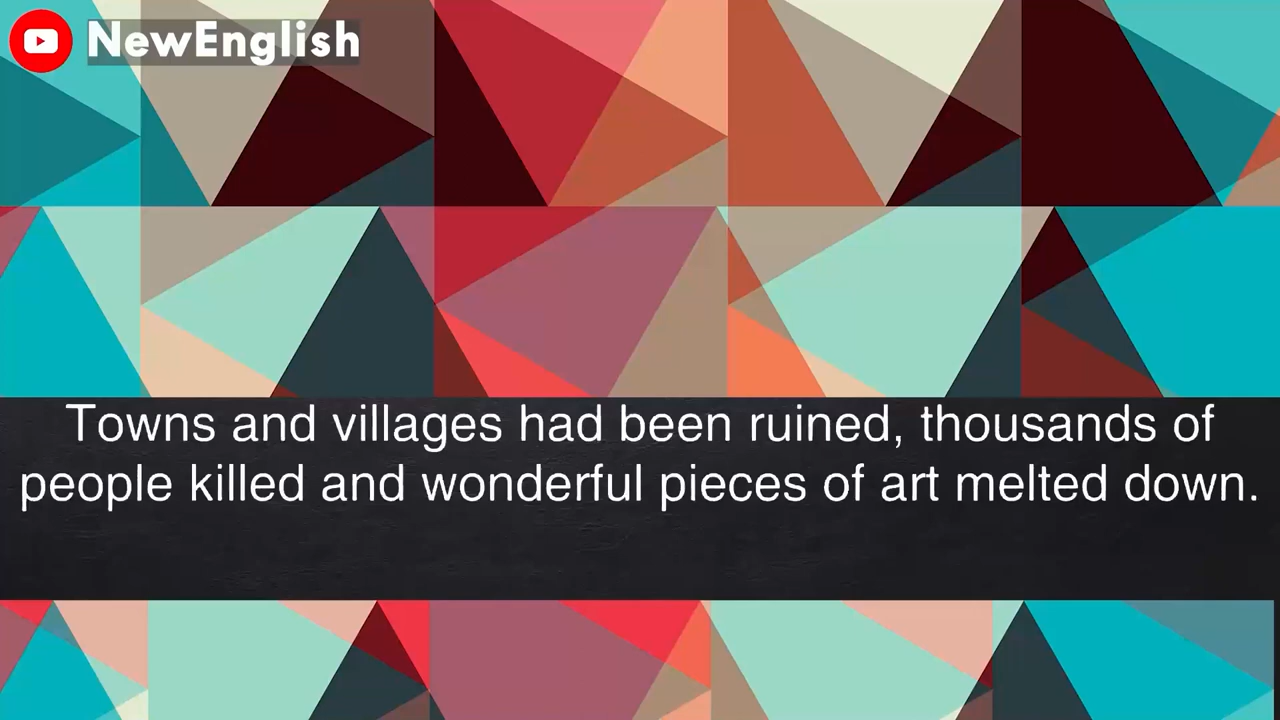 NewEnglish
Towns and villages had been ruined, thousands of
people killed and wonderful pieces of art melted down.